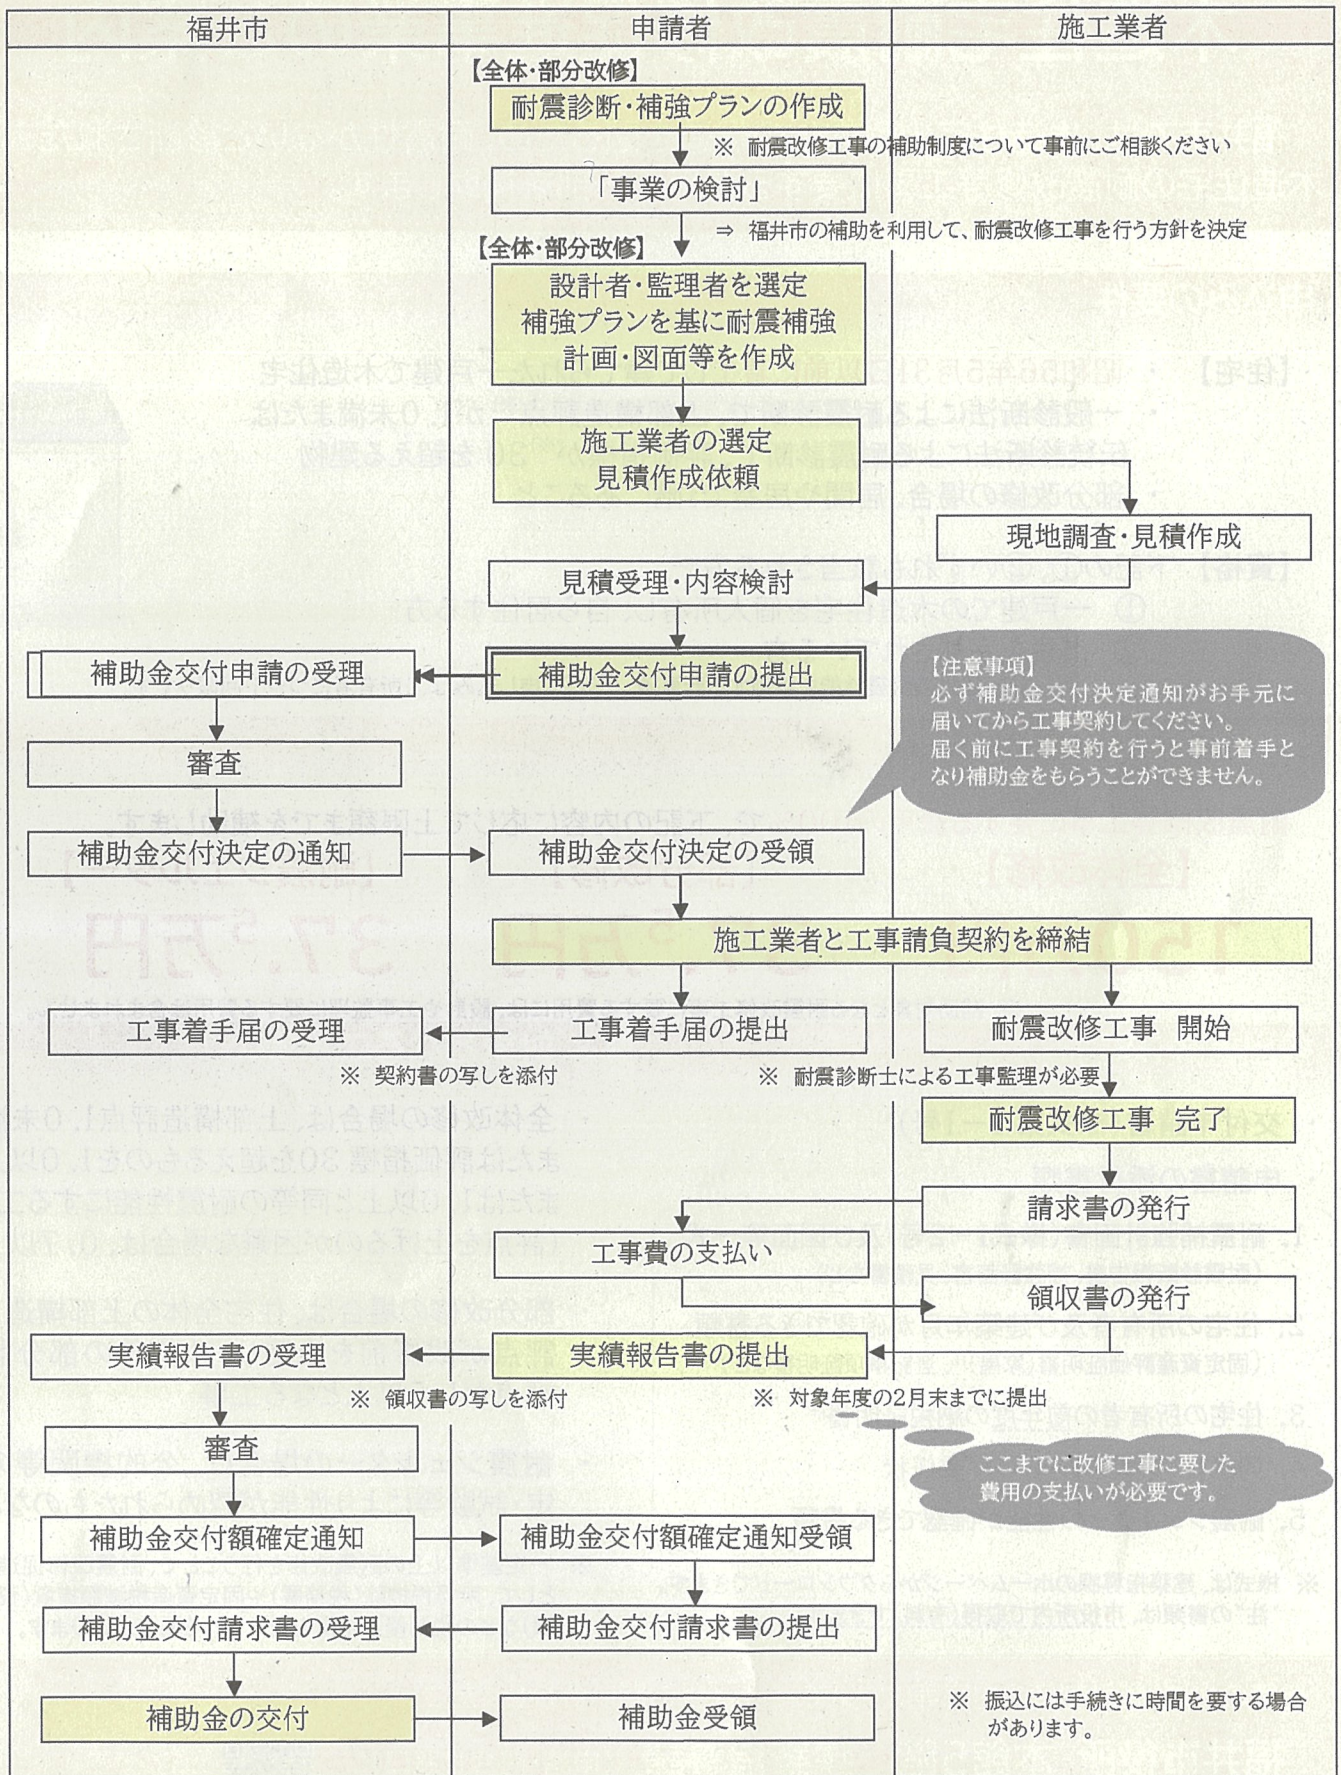 福井市
申請者
施工業者
【全体・部分改修】
耐震診断・補強プランの作成
※ 耐震改修工事の補助制度について事前にご相談ください
「事業の検討」
⇒ 福井市の補助を利用して、耐震改修工事を行う方針を決定
【全体・部分改修】
設計者・監理者を選定
補強プランを基に耐震補強
計画・図面等を作成
施工業者の選定
見積作成依頼
現地調査・見積作成
見積受理・内容検討
補助金交付申請の受理
補助金交付申請の提出
【注意事項】
必ず補助金交付決定通知がお手元に
届いてから工事契約してください。
届く前に工事契約を行うと事前着手と
なり補助金をもらうことができません。
審査
補助金交付決定の通知
補助金交付決定の受領
施工業者と工事請負契約を締結
工事着手届の受理
工事着手届の提出
耐震改修工事 開始
※ 契約書の写しを添付
※ 耐震診断士による工事監理が必要
耐震改修工事 完了
請求書の発行
工事費の支払い
領収書の発行
実績報告書の受理
実績報告書の提出
※ 領収書の写しを添付
※ 対象年度の2月末までに提出
審査
ここまでに改修工事に要した
費用の支払いが必要です。
補助金交付額確定通知
補助金交付額確定通知受領
補助金交付請求書の受理
補助金交付請求書の提出
補助金の交付
補助金受領
※ 振込には手続きに時間を要する場合
があります。